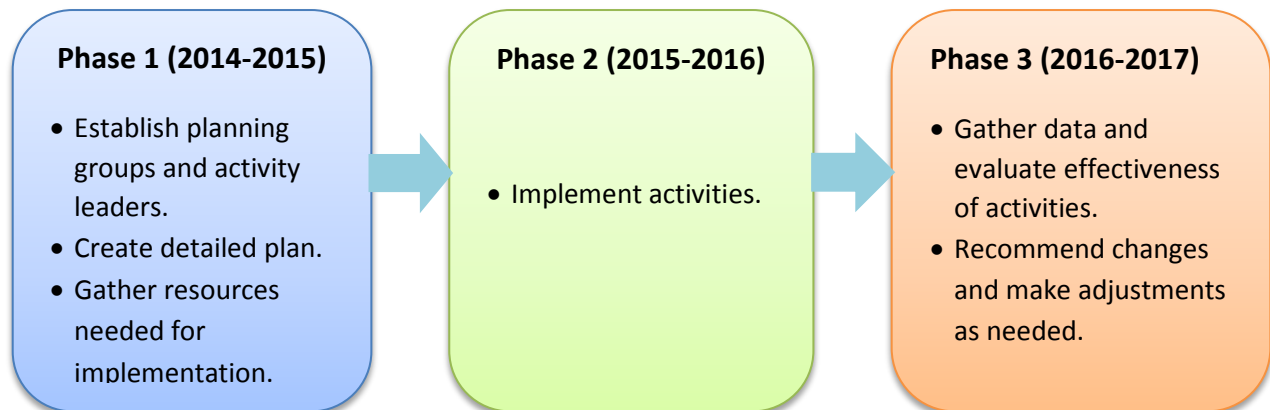 Phase 1 (2014-2015)
• Establish planning
groups and activity
leaders.
• Create detailed plan.
• Gather resources
needed for
implementation.
Phase 2 (2015-2016)
• Implement activities.
Phase 3 (2016-2017)
• Gather data and
evaluate effectiveness
of activities.
• Recommend changes
and make adjustments
as needed.